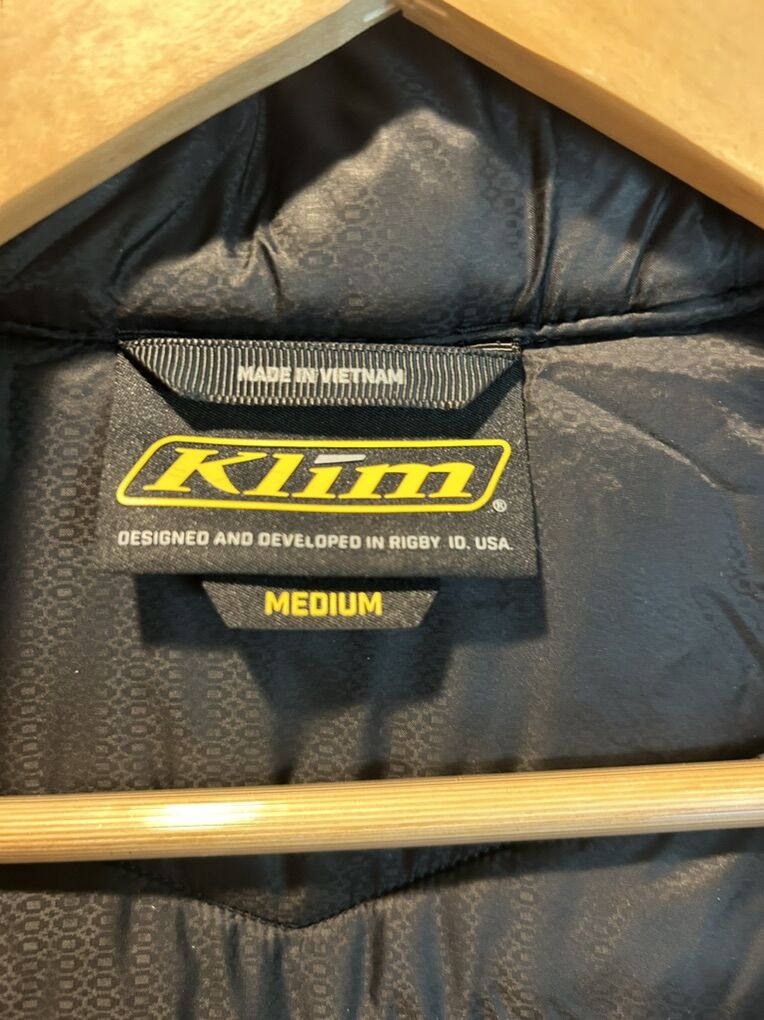 MADE IN VIETNAM
Klim®
DESIGNED AND DEVELOPED IN RIGBY ID. USA.
MEDIUM